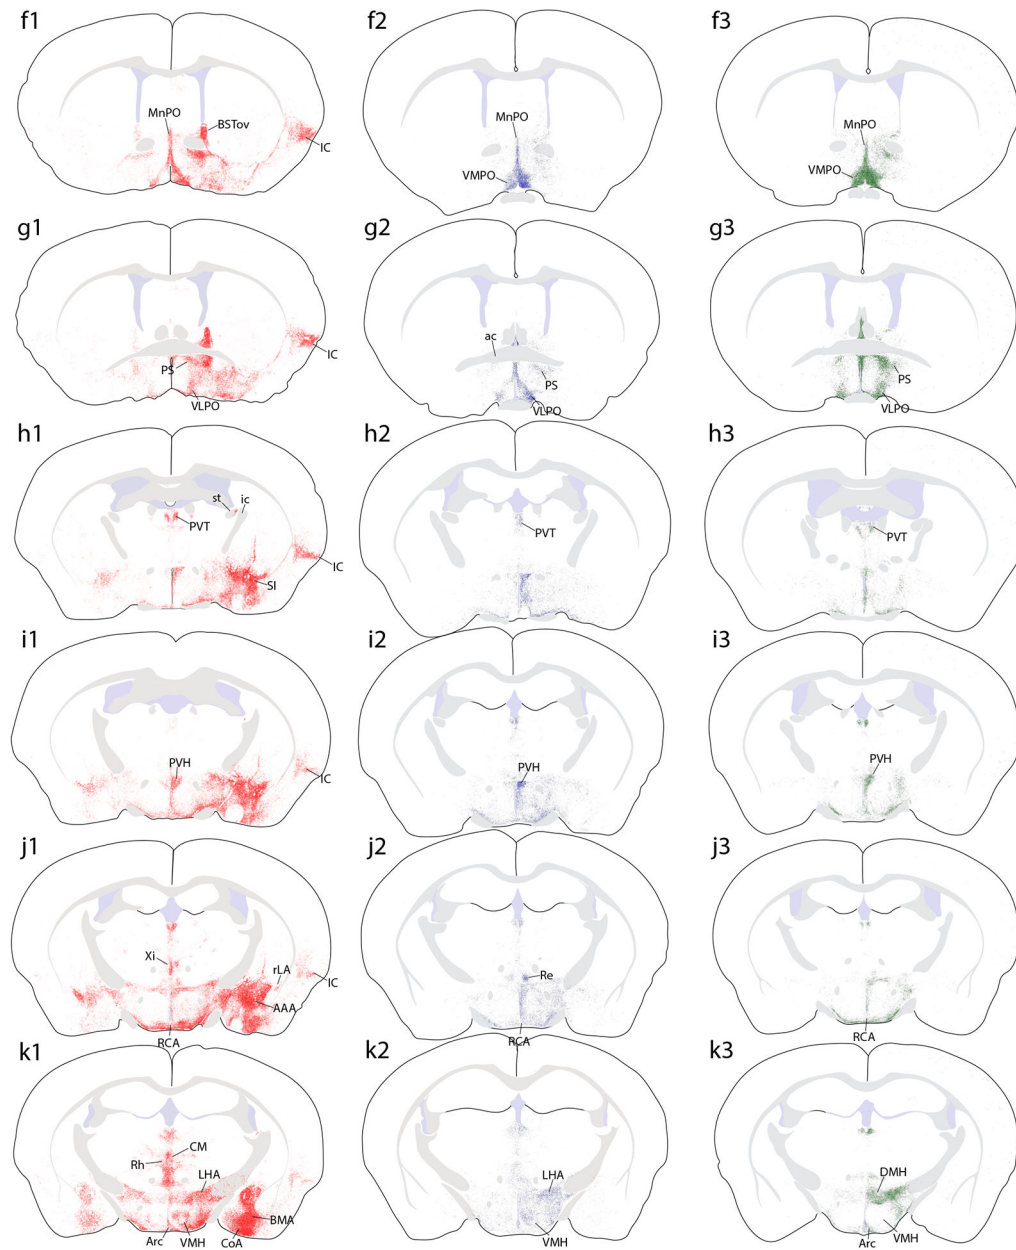 f1
f2
f3
MnPO
BSTov
IC
MnPO
VMPO
MnPO
VMPO
g1
g2
g3
PS
IC
VLPO
ac
PS
VLPO
PS
VLPO
h1
h2
h3
st
ic
PVT
IC
SI
PVT
PVT
i1
i2
i3
PVH
IC
PVH
PVH
j1
j2
j3
Xi
rLA
IC
AAA
RCA
Re
RCA
RCA
k1
k2
k3
CM
Rh
LHA
BMA
Arc
VMH
CoA
LHA
VMH
DMH
Arc
VMH